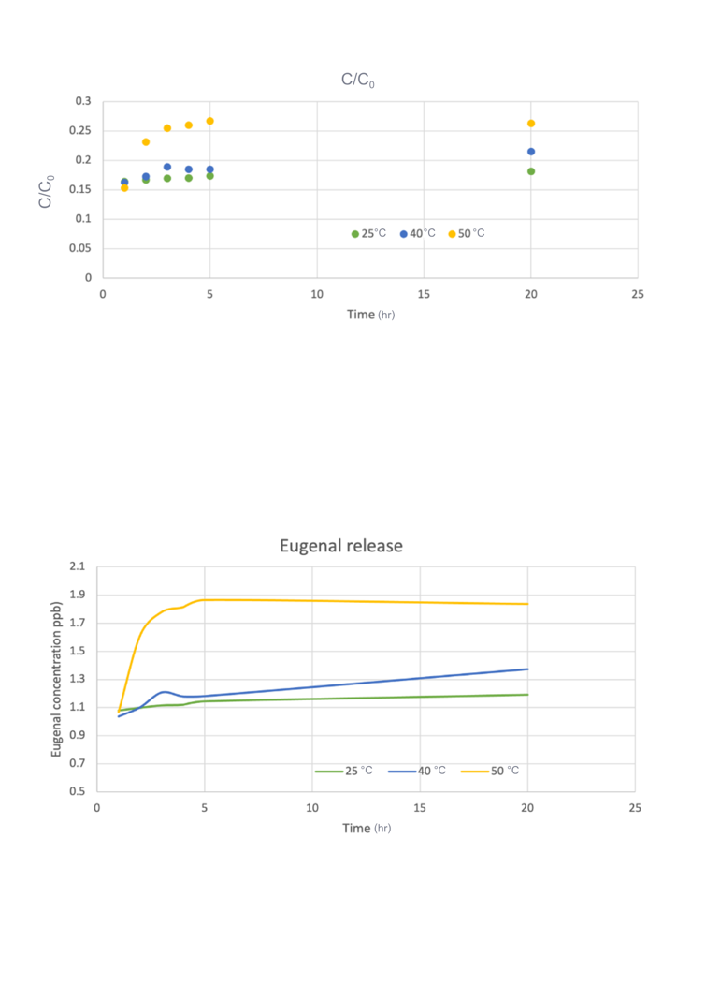 C/C₀
0.3
0.25
0.2
0.15
0.1
0.05
0
C/C₀
25°C 40°C 50°C
0 5 10 15 20 25
Time (hr)
Eugenal release
2.1
1.9
1.7
1.5
1.3
1.1
0.9
0.7
0.5
Eugenal concentration ppb)
25 °C 40 °C 50 °C
0 5 10 15 20 25
Time (hr)